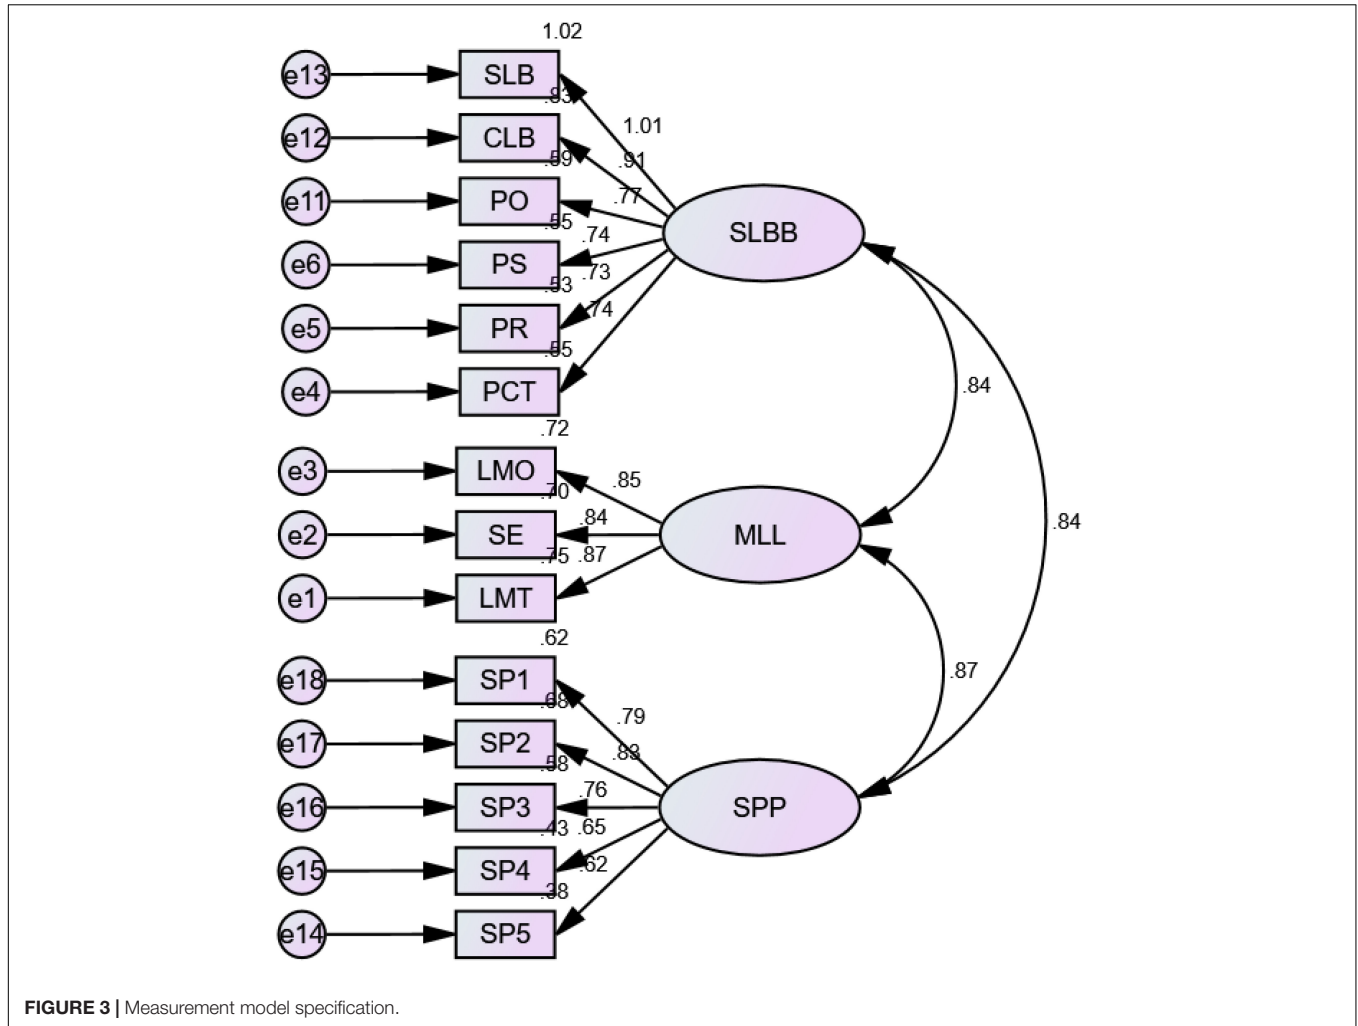 1.02
e13 SLB
.83
1.01
e12 CLB
.91
.59
.77
e11 PO
.55
SLBB
.74
e6 PS
.73
.53
.74
e5 PR
.55
e4 PCT
.84
.72
e3 LMO
.85
.70
.84
.84
e2 SE
MLL
.75 .87
e1 LMT
.62
.87
e18 SP1
.68
.79
e17 SP2
.83
.58
.76
e16 SP3
SPP
.43 .65
e15 SP4
.62
.38
e14 SP5
FIGURE 3 | Measurement model specification.